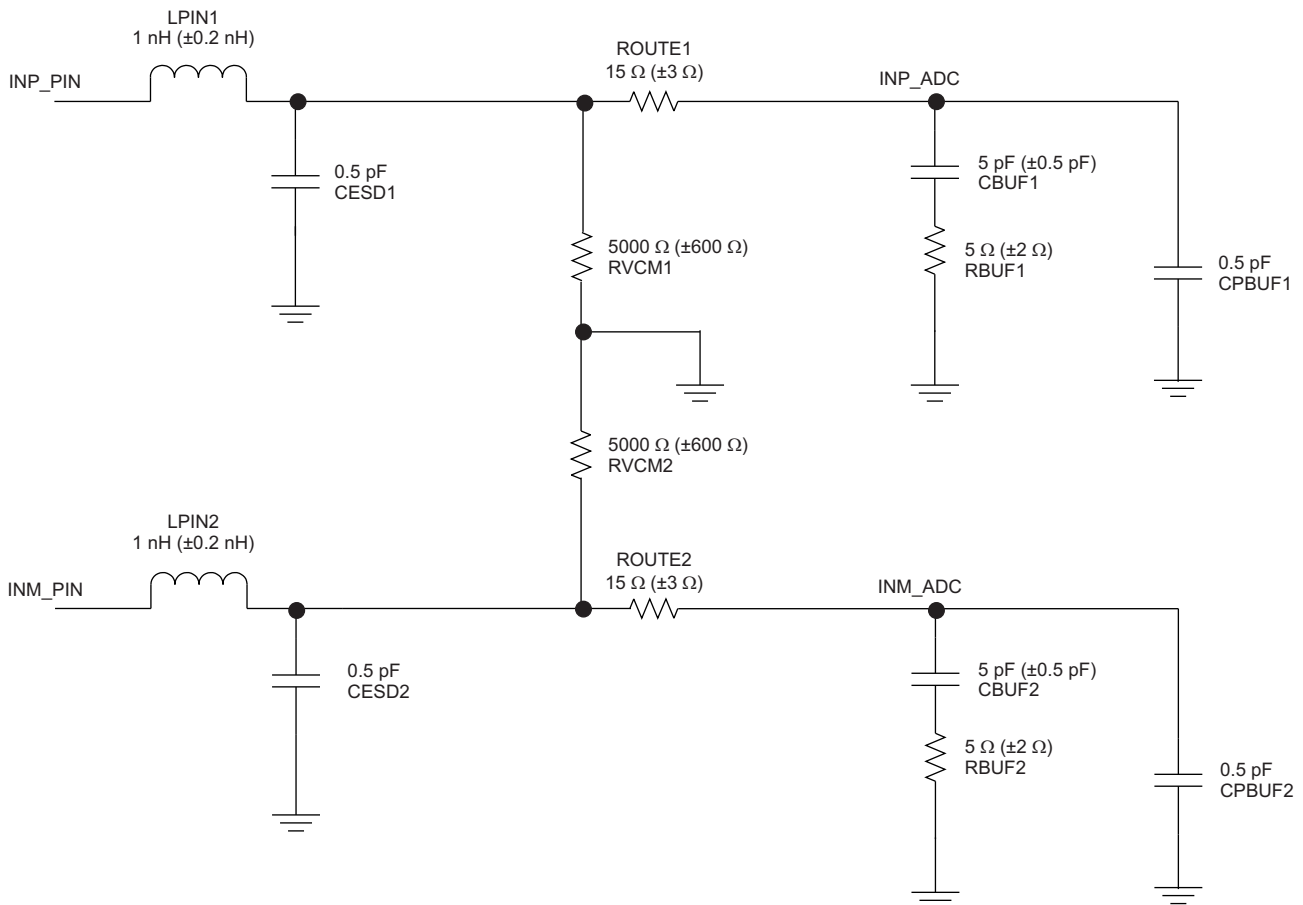 LPIN1
1 nH (±0.2 nH)
INP_PIN
ROUTE1
15 Ω (±3 Ω)
INP_ADC
0.5 pF
CESD1
5 pF (±0.5 pF)
CBUF1
5000 Ω (±600 Ω)
RVCM1
5 Ω (±2 Ω)
RBUF1
0.5 pF
CPBUF1
5000 Ω (±600 Ω)
RVCM2
LPIN2
1 nH (±0.2 nH)
INM_PIN
ROUTE2
15 Ω (±3 Ω)
INM_ADC
0.5 pF
CESD2
5 pF (±0.5 pF)
CBUF2
5 Ω (±2 Ω)
RBUF2
0.5 pF
CPBUF2